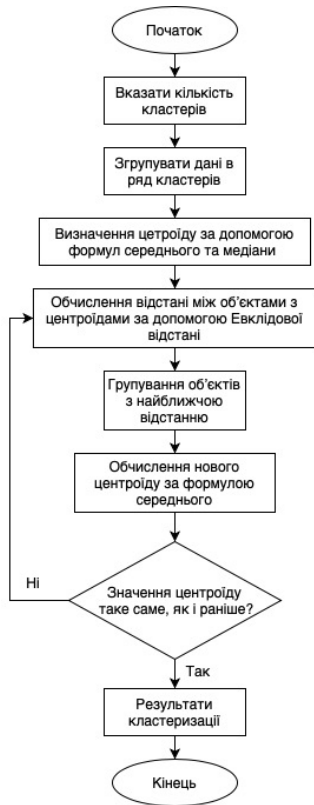 Початок
Вказати кількість
кластерів
Згрупувати дані в
ряд кластерів
Визначення цетроїду за допомогою
формул середнього та медіани
Обчислення відстані між об'єктами з
центроїдами за допомогою Евклідової
відстані
Групування об'єктів
з найближчою
відстанню
Обчислення нового
центроїду за формулою
середнього
Значення центроїду
таке саме, як і раніше?
Ні
Так
Результати
кластеризації
Кінець